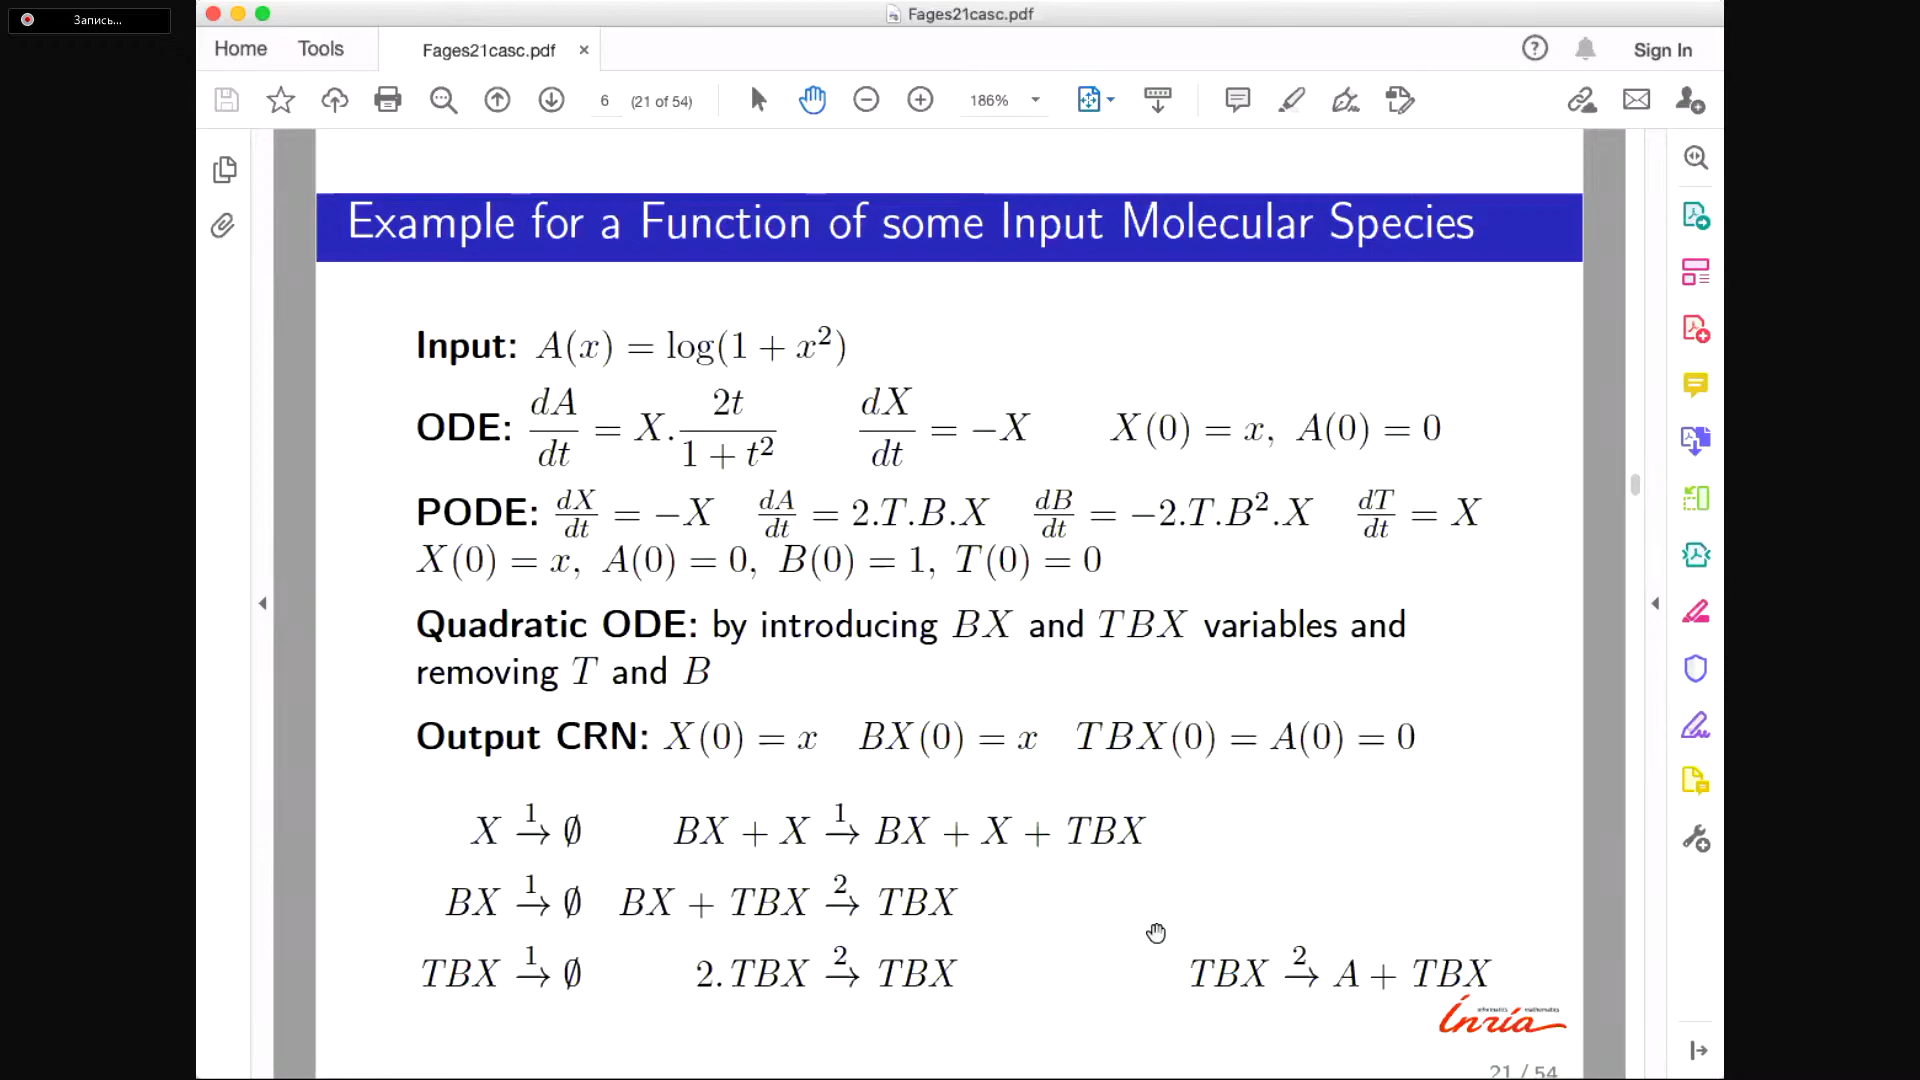 Запись...
Fages21casc.pdf
Home Tools Fages21casc.pdf × Sign In
6 (21 of 54) 186%
Example for a Function of some Input Molecular Species
Input: A(x) = log(1 + x²)
ODE: dA/dt = X. 2t/(1 + t²) dX/dt = −X X(0) = x, A(0) = 0
PODE: dX/dt = −X dA/dt = 2.T.B.X dB/dt = −2.T.B².X dT/dt = X
X(0) = x, A(0) = 0, B(0) = 1, T(0) = 0
Quadratic ODE: by introducing BX and TBX variables and
removing T and B
Output CRN: X(0) = x BX(0) = x TBX(0) = A(0) = 0
X →¹ ∅ BX + X →¹ BX + X + TBX
BX →¹ ∅ BX + TBX →² TBX
TBX →¹ ∅ 2.TBX →² TBX TBX →² A + TBX
Inria
21 / 54